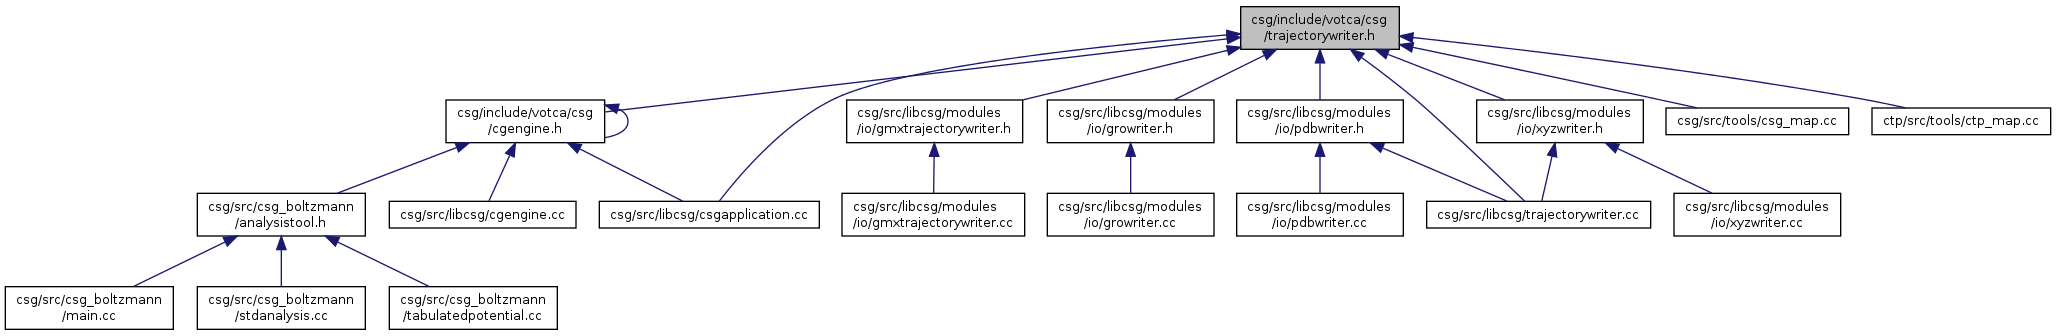 csg/include/votca/csg
/trajectorywriter.h
csg/include/votca/csg
/cgengine.h
csg/src/libcsg/modules
/io/gmxtrajectorywriter.h
csg/src/libcsg/modules
/io/growriter.h
csg/src/libcsg/modules
/io/pdbwriter.h
csg/src/libcsg/modules
/io/xyzwriter.h
csg/src/tools/csg_map.cc
ctp/src/tools/ctp_map.cc
csg/src/csg_boltzmann
/analysistool.h
csg/src/libcsg/cgengine.cc
csg/src/libcsg/csgapplication.cc
csg/src/libcsg/modules
/io/gmxtrajectorywriter.cc
csg/src/libcsg/modules
/io/growriter.cc
csg/src/libcsg/modules
/io/pdbwriter.cc
csg/src/libcsg/trajectorywriter.cc
csg/src/libcsg/modules
/io/xyzwriter.cc
csg/src/csg_boltzmann
/main.cc
csg/src/csg_boltzmann
/stdanalysis.cc
csg/src/csg_boltzmann
/tabulatedpotential.cc